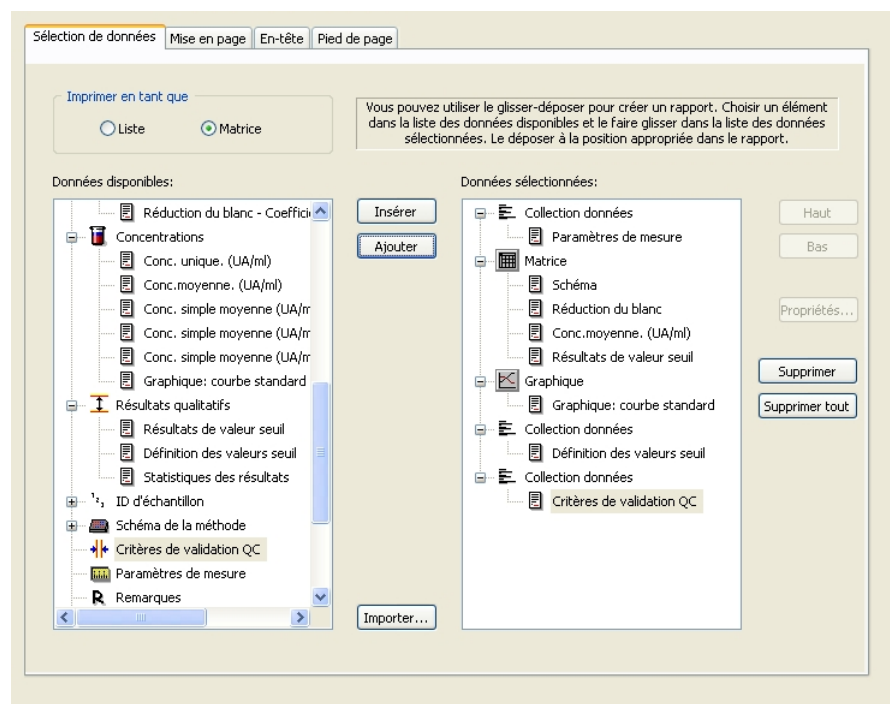 Sélection de données Mise en page En-tête Pied de page
Imprimer en tant que
Liste Matrice
Vous pouvez utiliser le glisser-déposer pour créer un rapport. Choisir un élément
dans la liste des données disponibles et le faire glisser dans la liste des données
sélectionnées. Le déposer à la position appropriée dans le rapport.
Données disponibles:
Réduction du blanc - Coeffici
Concentrations
Conc. unique. (UA/ml)
Conc.moyenne. (UA/ml)
Conc. simple moyenne (UA/m
Conc. simple moyenne (UA/m
Conc. simple moyenne (UA/m
Graphique: courbe standard
Résultats qualitatifs
Résultats de valeur seuil
Définition des valeurs seuil
Statistiques des résultats
ID d'échantillon
Schéma de la méthode
Critères de validation QC
Paramètres de mesure
Remarques
Insérer
Ajouter
Importer...
Données sélectionnées:
Collection données
Paramètres de mesure
Matrice
Schéma
Réduction du blanc
Conc.moyenne. (UA/ml)
Résultats de valeur seuil
Graphique
Graphique: courbe standard
Collection données
Définition des valeurs seuil
Collection données
Critères de validation QC
Haut
Bas
Propriétés...
Supprimer
Supprimer tout